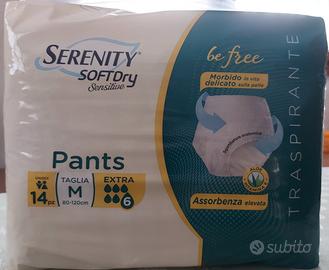 SERENITY
SOFTDry
Sensitive
be free
Morbido in vita
delicato sulla pelle
TRASPIRANTE
Pants
14pz
TAGLIA
M
80-120cm
EXTRA
6
Assorbenza elevata
subito